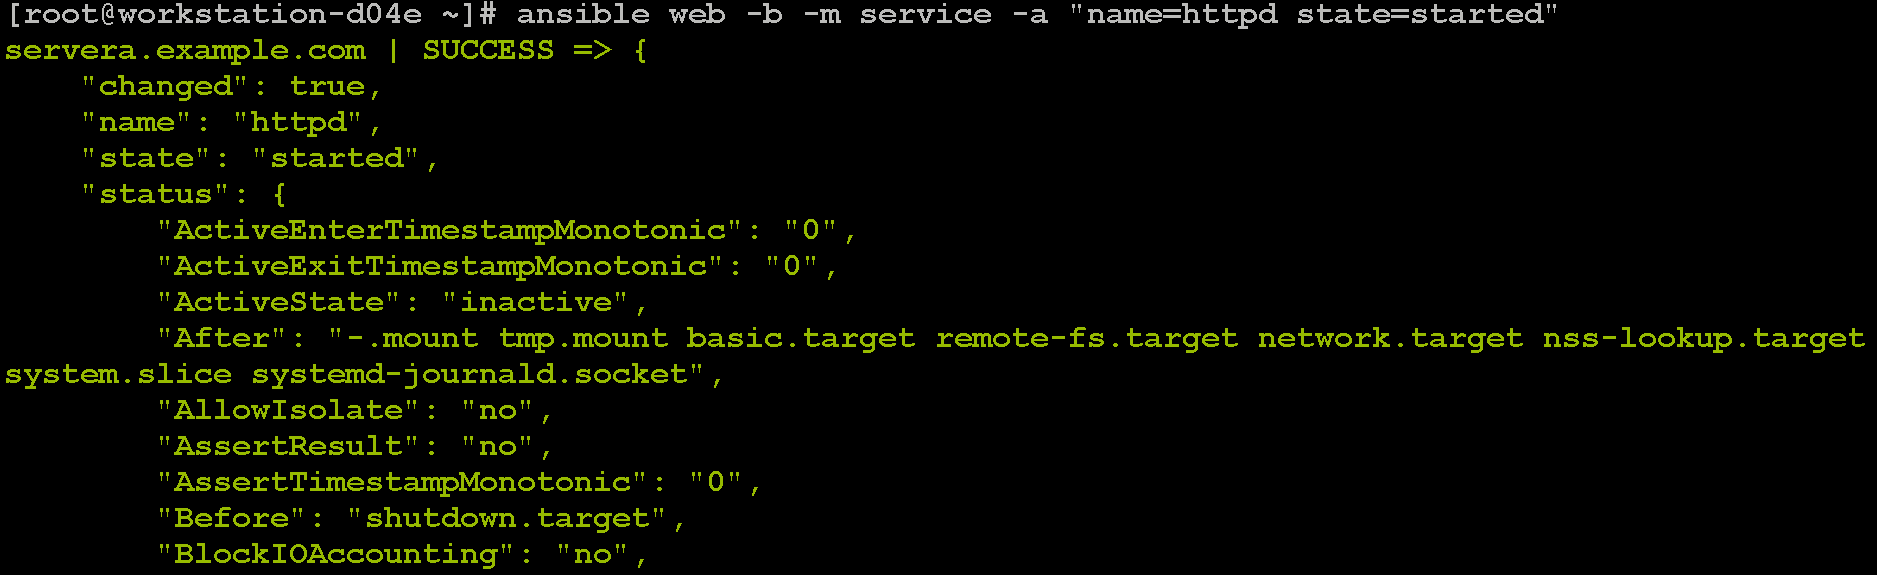 [root@workstation-d04e ~]# ansible web -b -m service -a "name=httpd state=started"
servera.example.com | SUCCESS => {
    "changed": true,
    "name": "httpd",
    "state": "started",
    "status": {
        "ActiveEnterTimestampMonotonic": "0",
        "ActiveExitTimestampMonotonic": "0",
        "ActiveState": "inactive",
        "After": "-.mount tmp.mount basic.target remote-fs.target network.target nss-lookup.target
system.slice systemd-journald.socket",
        "AllowIsolate": "no",
        "AssertResult": "no",
        "AssertTimestampMonotonic": "0",
        "Before": "shutdown.target",
        "BlockIOAccounting": "no",